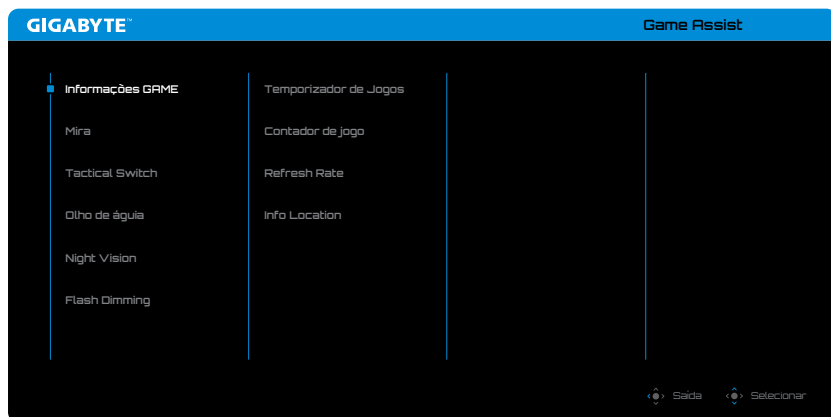 GIGABYTE™
Game Assist
Informações GAME
Mira
Tactical Switch
Olho de águia
Night Vision
Flash Dimming
Temporizador de Jogos
Contador de jogo
Refresh Rate
Info Location
Saída
Selecionar